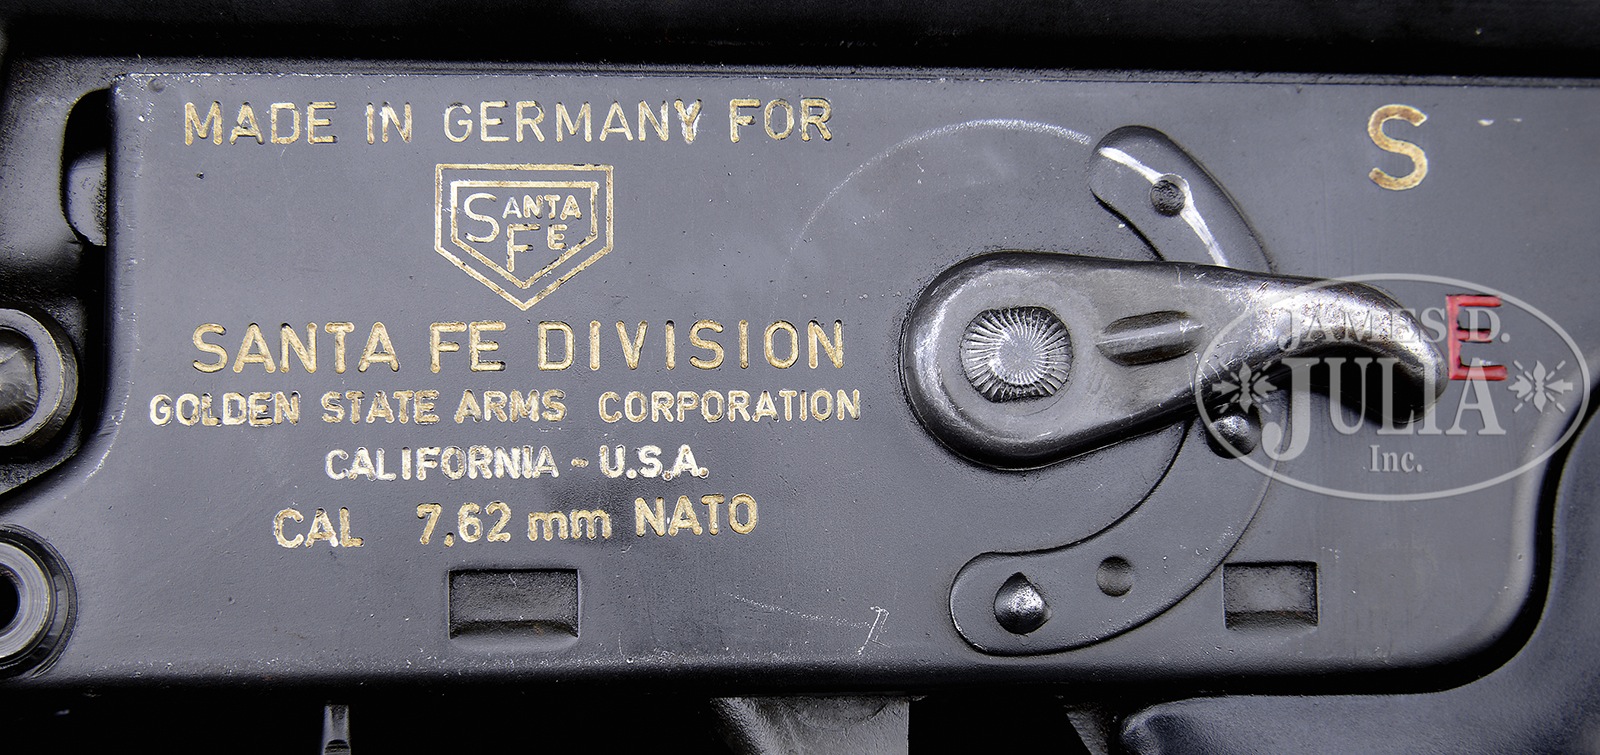 MADE IN GERMANY FOR
SANTA
FE
SANTA FE DIVISION
GOLDEN STATE ARMS CORPORATION
CALIFORNIA - U.S.A.
CAL 7,62 mm NATO
S
E
JAMES D.
JULIA
Inc.